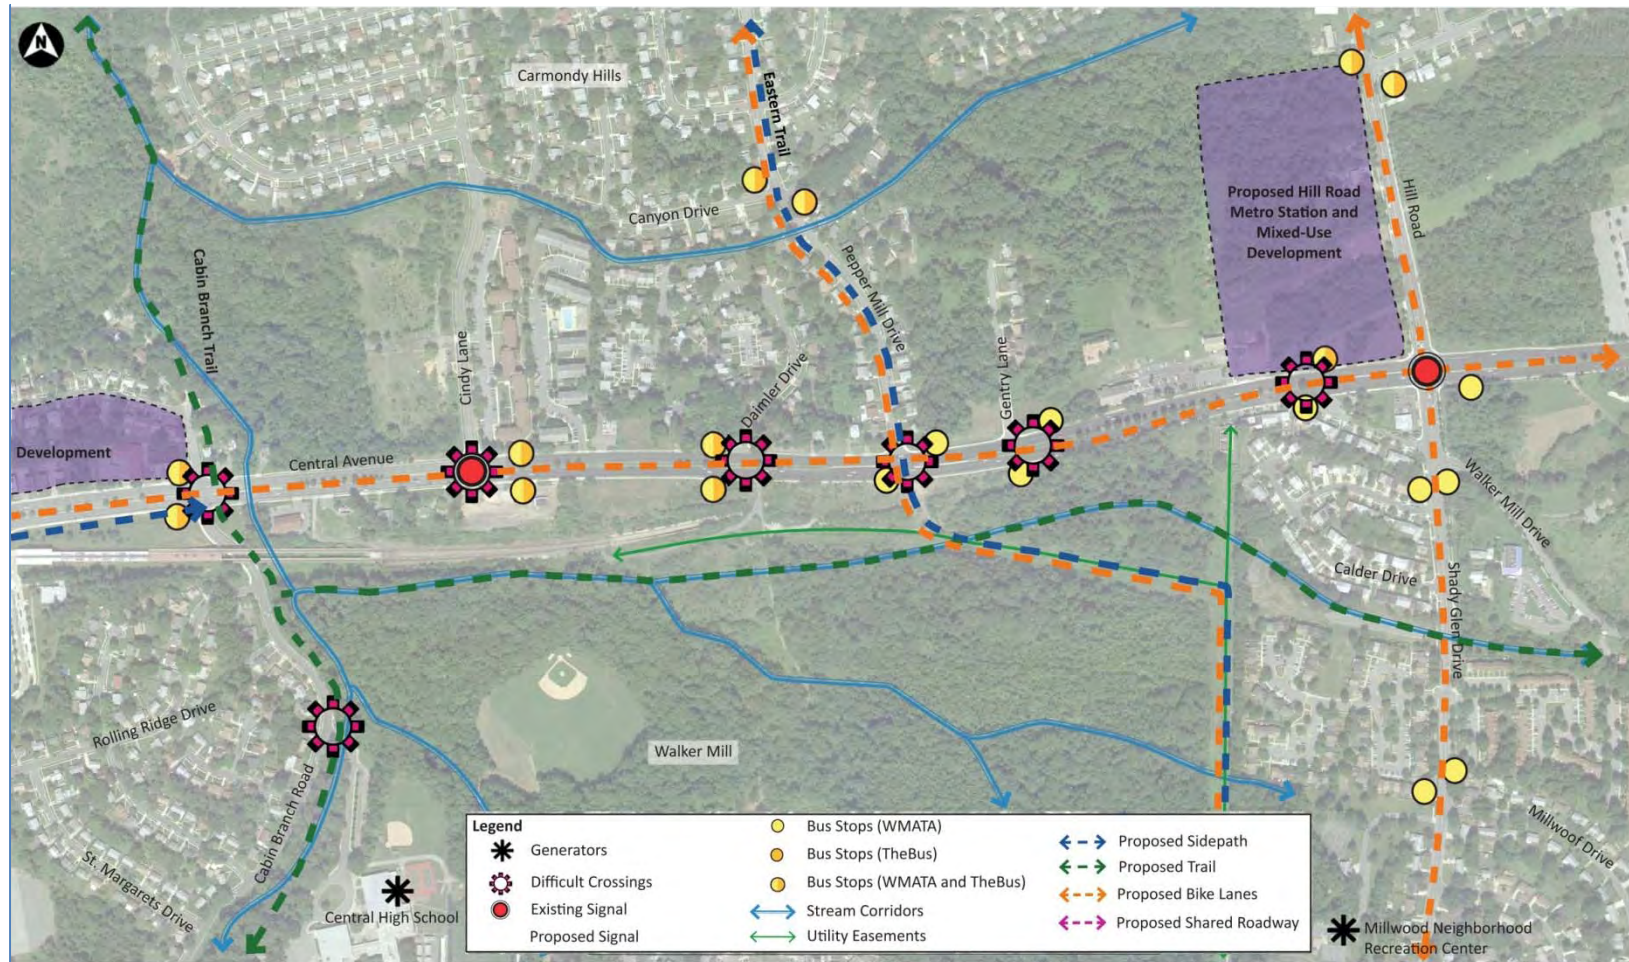 N
Carmondy Hills
Eastern Trail
Canyon Drive
Pepper Mill Drive
Proposed Hill Road
Metro Station and
Mixed-Use
Development
Hill Road
Cabin Branch Trail
Cindy Lane
Daimler Drive
Gentry Lane
Development
Central Avenue
Walker Mill Drive
Calder Drive
Shady Glen Drive
Rolling Ridge Drive
Walker Mill
Cabin Branch Road
St. Margarets Drive
Central High School
Millwoof Drive
Millwood Neighborhood
Recreation Center
Legend
Generators
Difficult Crossings
Existing Signal
Proposed Signal
Bus Stops (WMATA)
Bus Stops (TheBus)
Bus Stops (WMATA and TheBus)
Stream Corridors
Utility Easements
Proposed Sidepath
Proposed Trail
Proposed Bike Lanes
Proposed Shared Roadway